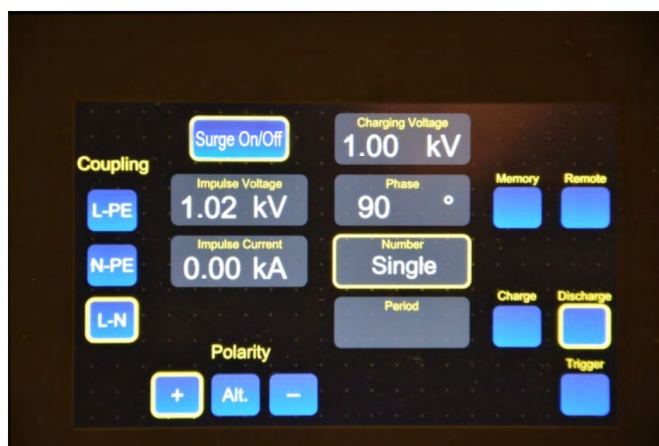 Surge On/Off
Charging Voltage
1.00 kV
Coupling
Impulse Voltage
1.02 kV
Phase
90 °
Memory
Remote
L-PE
Impulse Current
0.00 kA
Number
Single
N-PE
Period
Charge
Discharge
L-N
Polarity
Trigger
+
Alt.
−